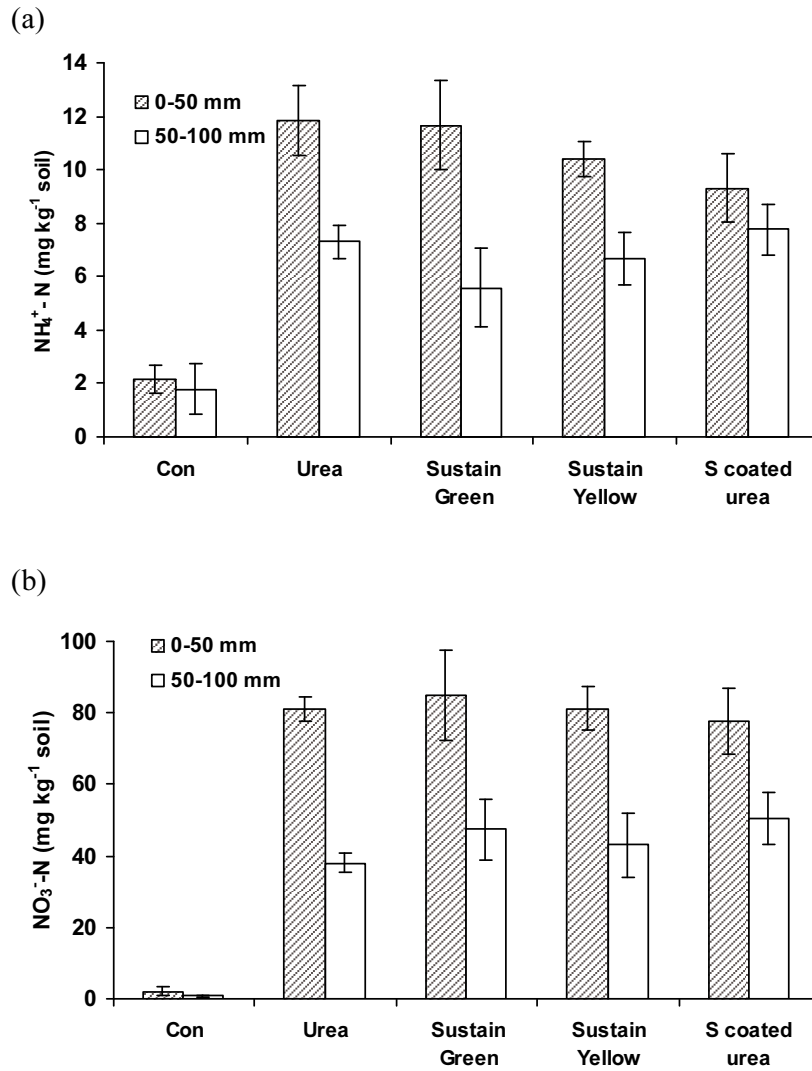 (a)
14
12
10
8
6
4
2
0
NH₄⁺- N (mg kg⁻¹ soil)
0-50 mm
50-100 mm
Con Urea Sustain Sustain S coated
Green Yellow urea
(b)
100
80
60
40
20
0
NO₃⁻-N (mg kg⁻¹ soil)
0-50 mm
50-100 mm
Con Urea Sustain Sustain S coated
Green Yellow urea